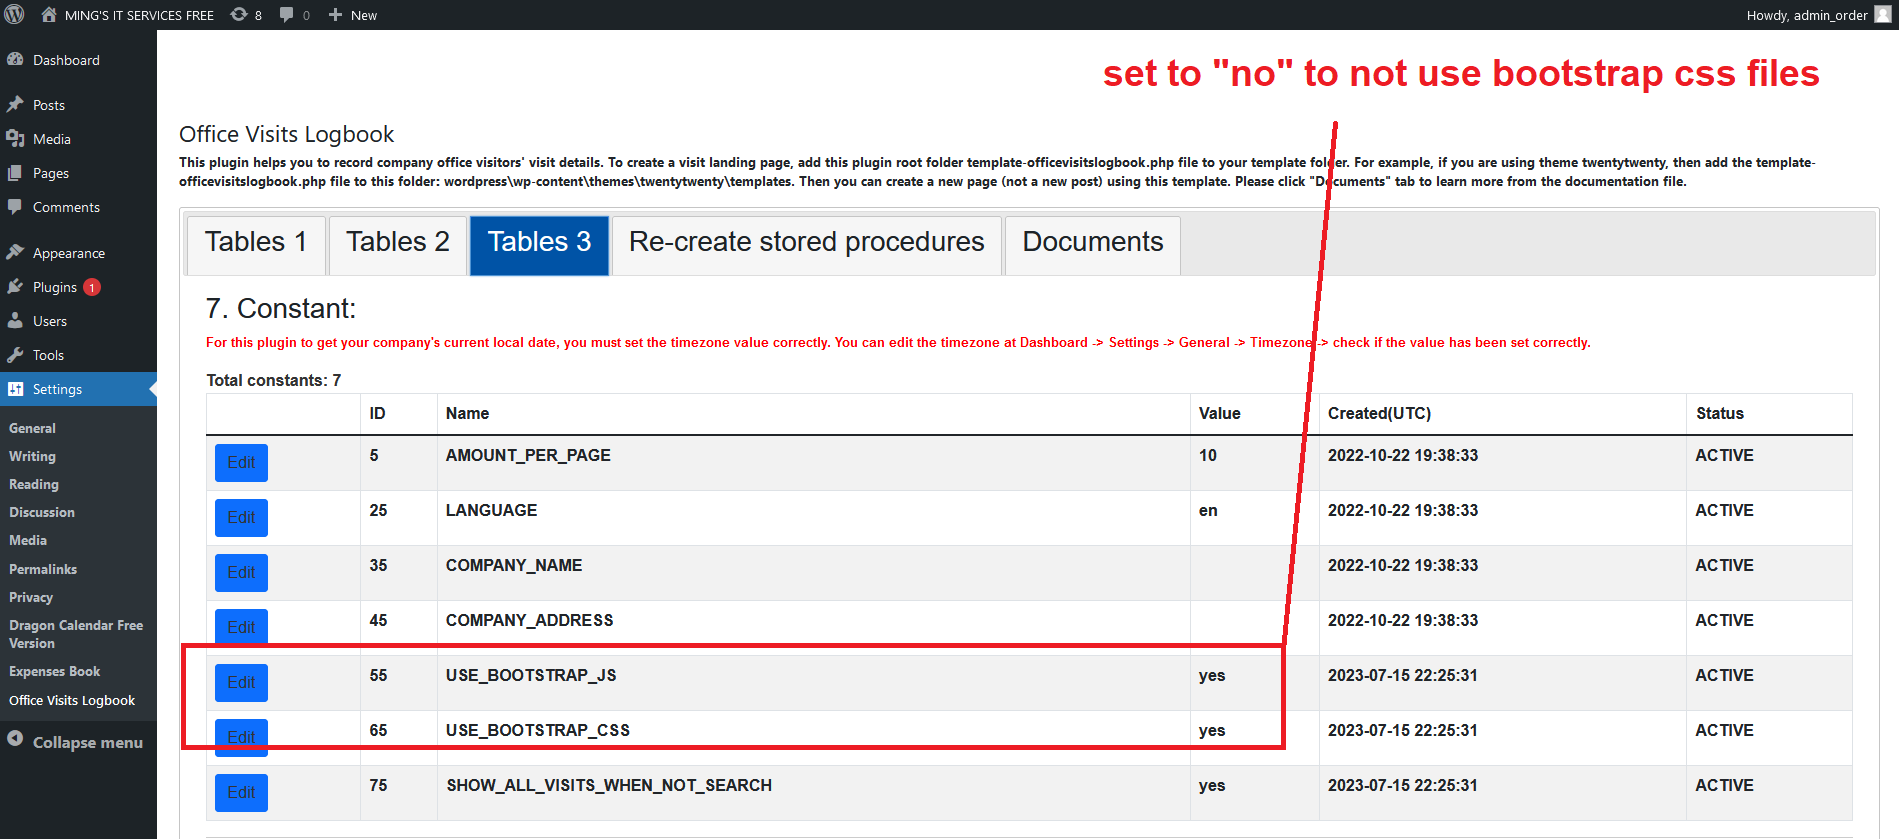 MING'S IT SERVICES FREE 8 0 New Howdy, admin_order
Dashboard
Posts
Media
Pages
Comments
Appearance
Plugins 1
Users
Tools
Settings
General
Writing
Reading
Discussion
Media
Permalinks
Privacy
Dragon Calendar Free
Version
Expenses Book
Office Visits Logbook
Collapse menu
set to "no" to not use bootstrap css files
Office Visits Logbook
This plugin helps you to record company office visitors' visit details. To create a visit landing page, add this plugin root folder template-officevisitslogbook.php file to your template folder. For example, if you are using theme twentytwenty, then add the template-
officevisitslogbook.php file to this folder: wordpress\wp-content\themes\twentytwenty\templates. Then you can create a new page (not a new post) using this template. Please click "Documents" tab to learn more from the documentation file.
Tables 1 Tables 2 Tables 3 Re-create stored procedures Documents
7. Constant:
For this plugin to get your company's current local date, you must set the timezone value correctly. You can edit the timezone at Dashboard -> Settings -> General -> Timezone -> check if the value has been set correctly.
Total constants: 7
ID Name Value Created(UTC) Status
Edit 5 AMOUNT_PER_PAGE 10 2022-10-22 19:38:33 ACTIVE
Edit 25 LANGUAGE en 2022-10-22 19:38:33 ACTIVE
Edit 35 COMPANY_NAME 2022-10-22 19:38:33 ACTIVE
Edit 45 COMPANY_ADDRESS 2022-10-22 19:38:33 ACTIVE
Edit 55 USE_BOOTSTRAP_JS yes 2023-07-15 22:25:31 ACTIVE
Edit 65 USE_BOOTSTRAP_CSS yes 2023-07-15 22:25:31 ACTIVE
Edit 75 SHOW_ALL_VISITS_WHEN_NOT_SEARCH yes 2023-07-15 22:25:31 ACTIVE